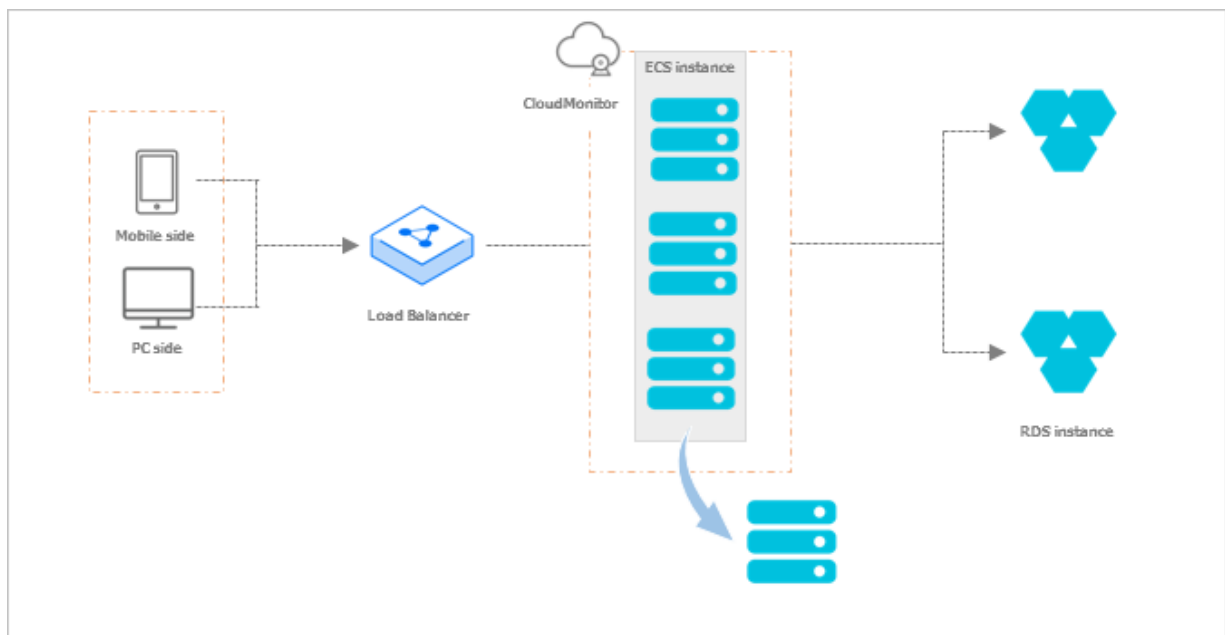 ECS instance
CloudMonitor
Mobile side
Load Balancer
PC side
RDS instance